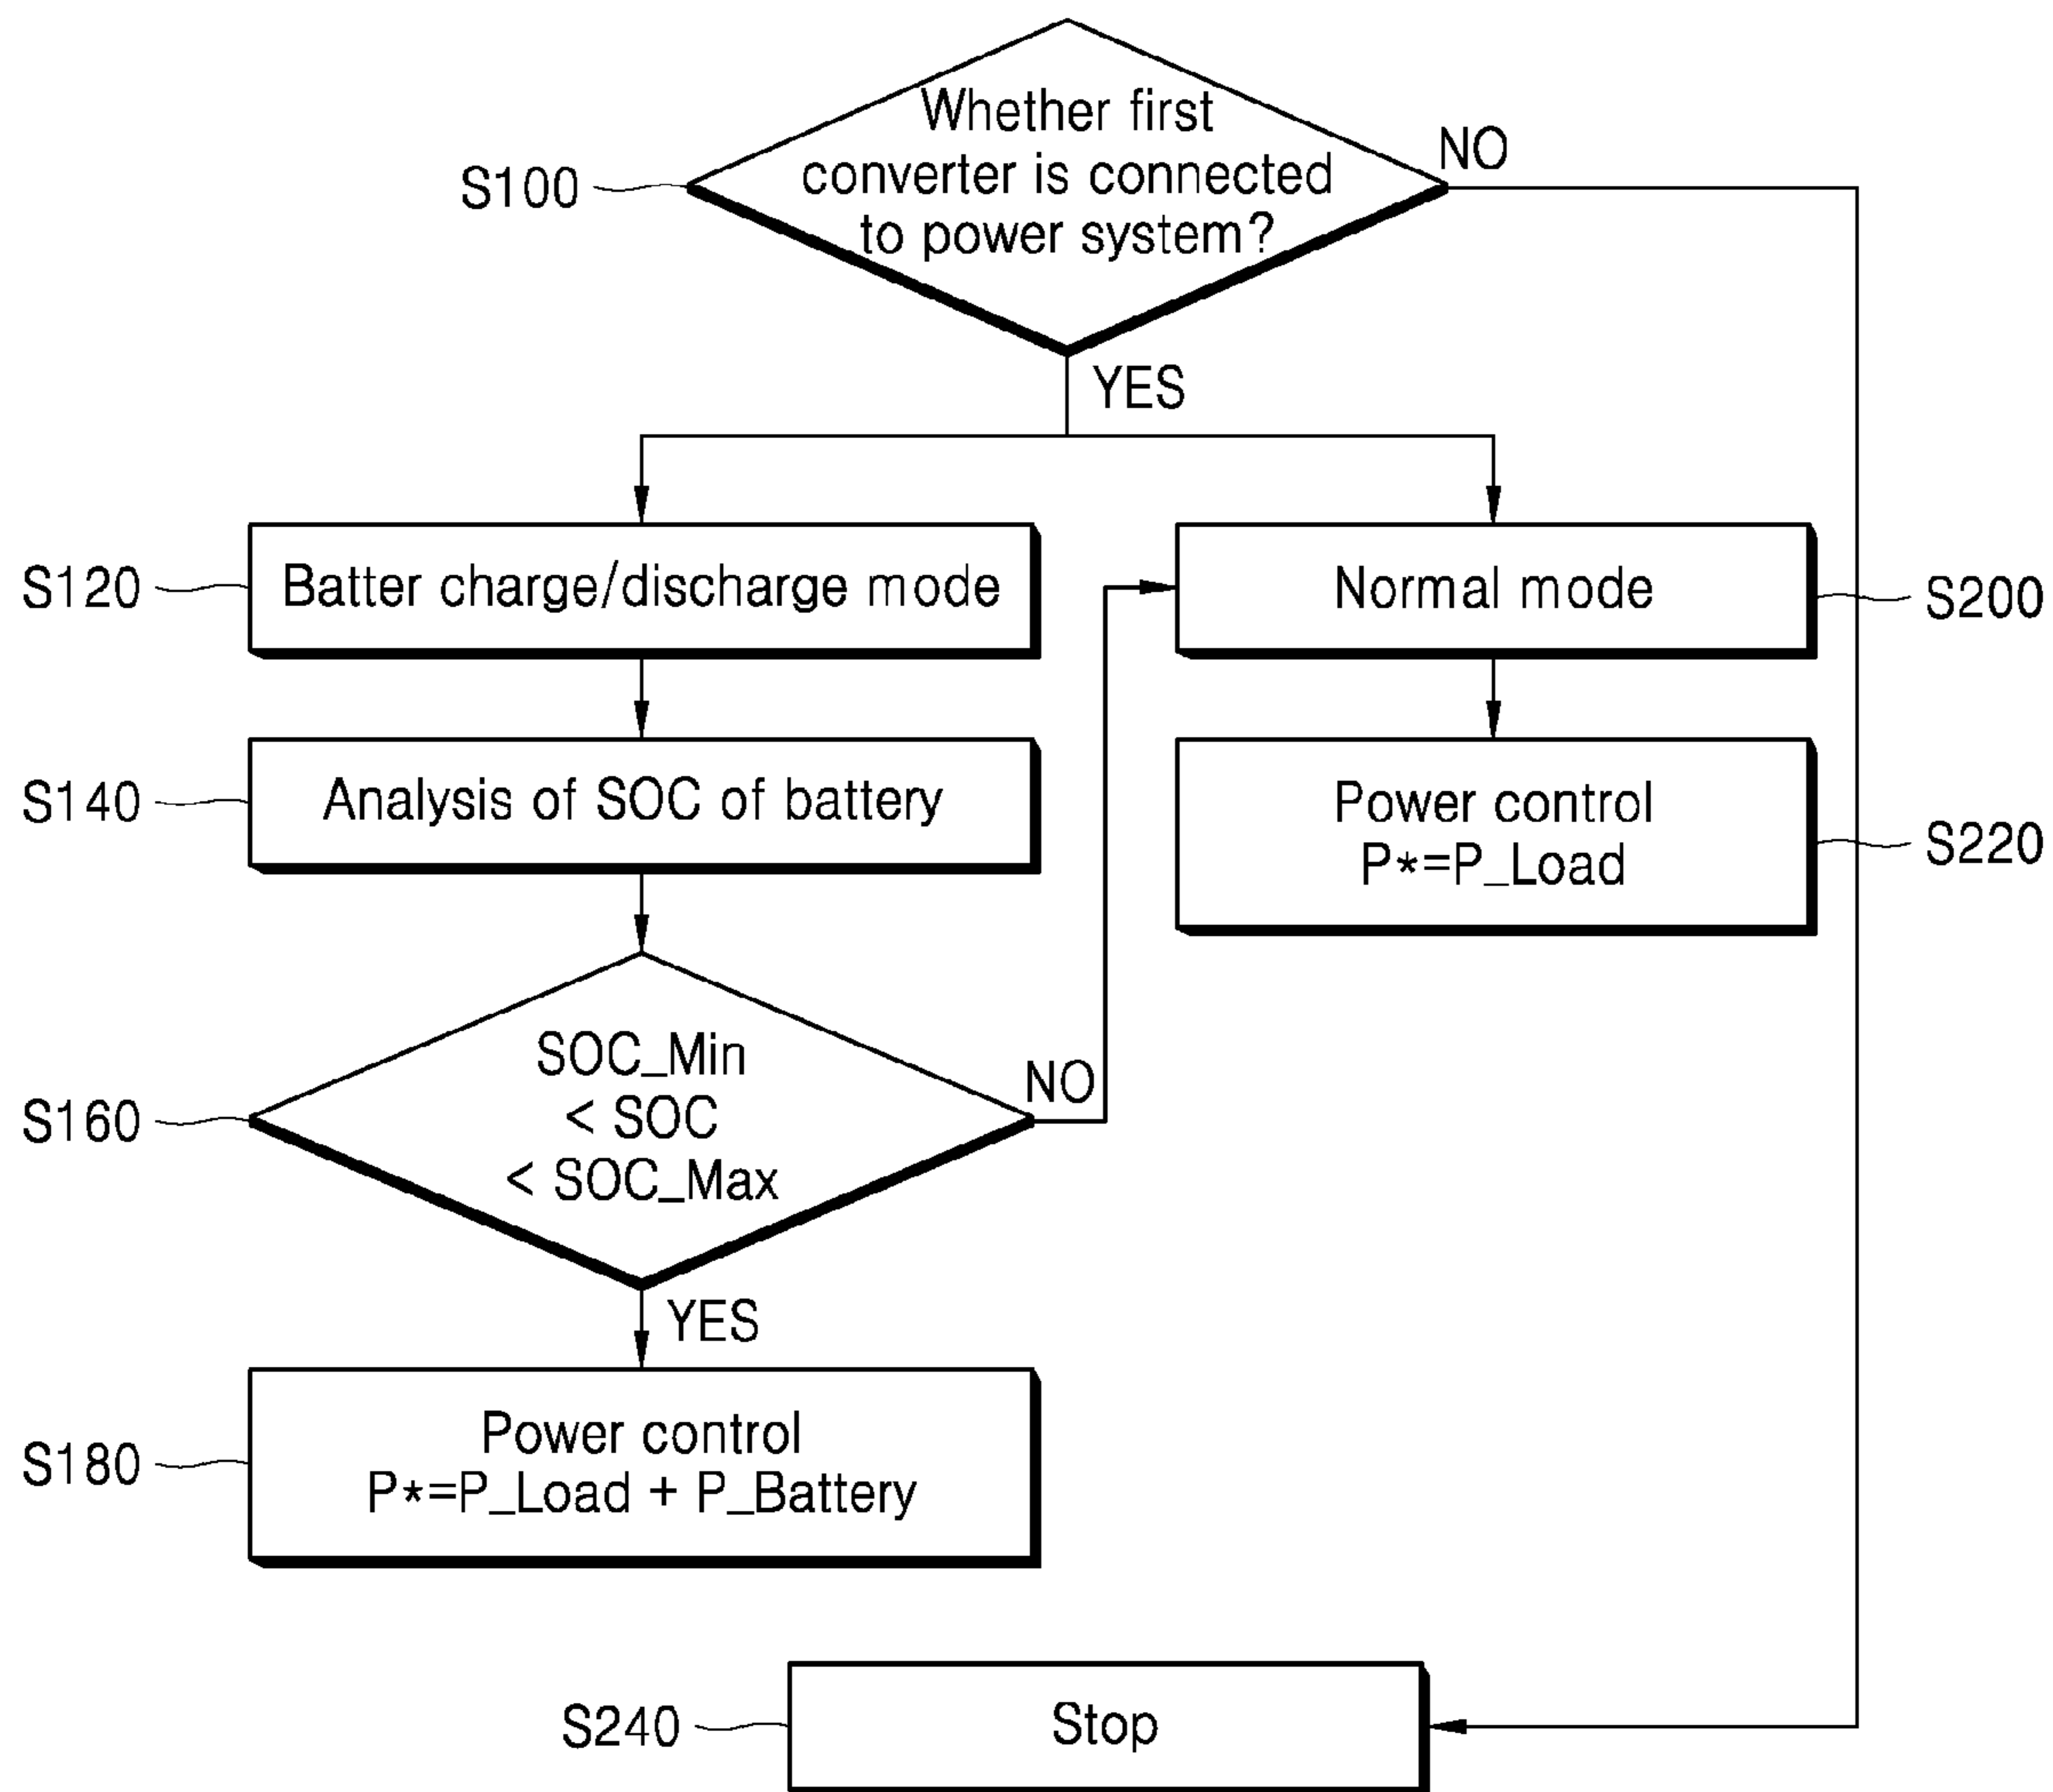 Whether first
converter is connected
to power system?
S100
NO
YES
S120
Batter charge/discharge mode
Normal mode
S200
S140
Analysis of SOC of battery
Power control
P*=P_Load
S220
SOC_Min
< SOC
< SOC_Max
S160
NO
YES
S180
Power control
P*=P_Load + P_Battery
S240
Stop